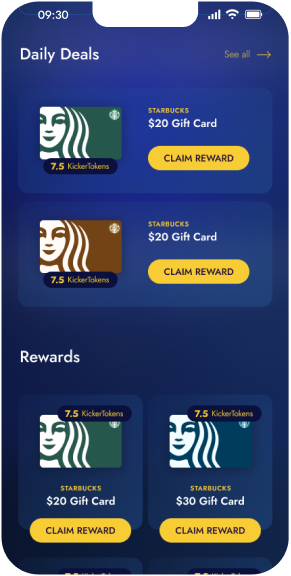 09:30
Daily Deals
See all
STARBUCKS
$20 Gift Card
7.5 KickerTokens
CLAIM REWARD
STARBUCKS
$20 Gift Card
7.5 KickerTokens
CLAIM REWARD
Rewards
7.5 KickerTokens
7.5 KickerTokens
STARBUCKS
STARBUCKS
$20 Gift Card
$30 Gift Card
CLAIM REWARD
CLAIM REWARD